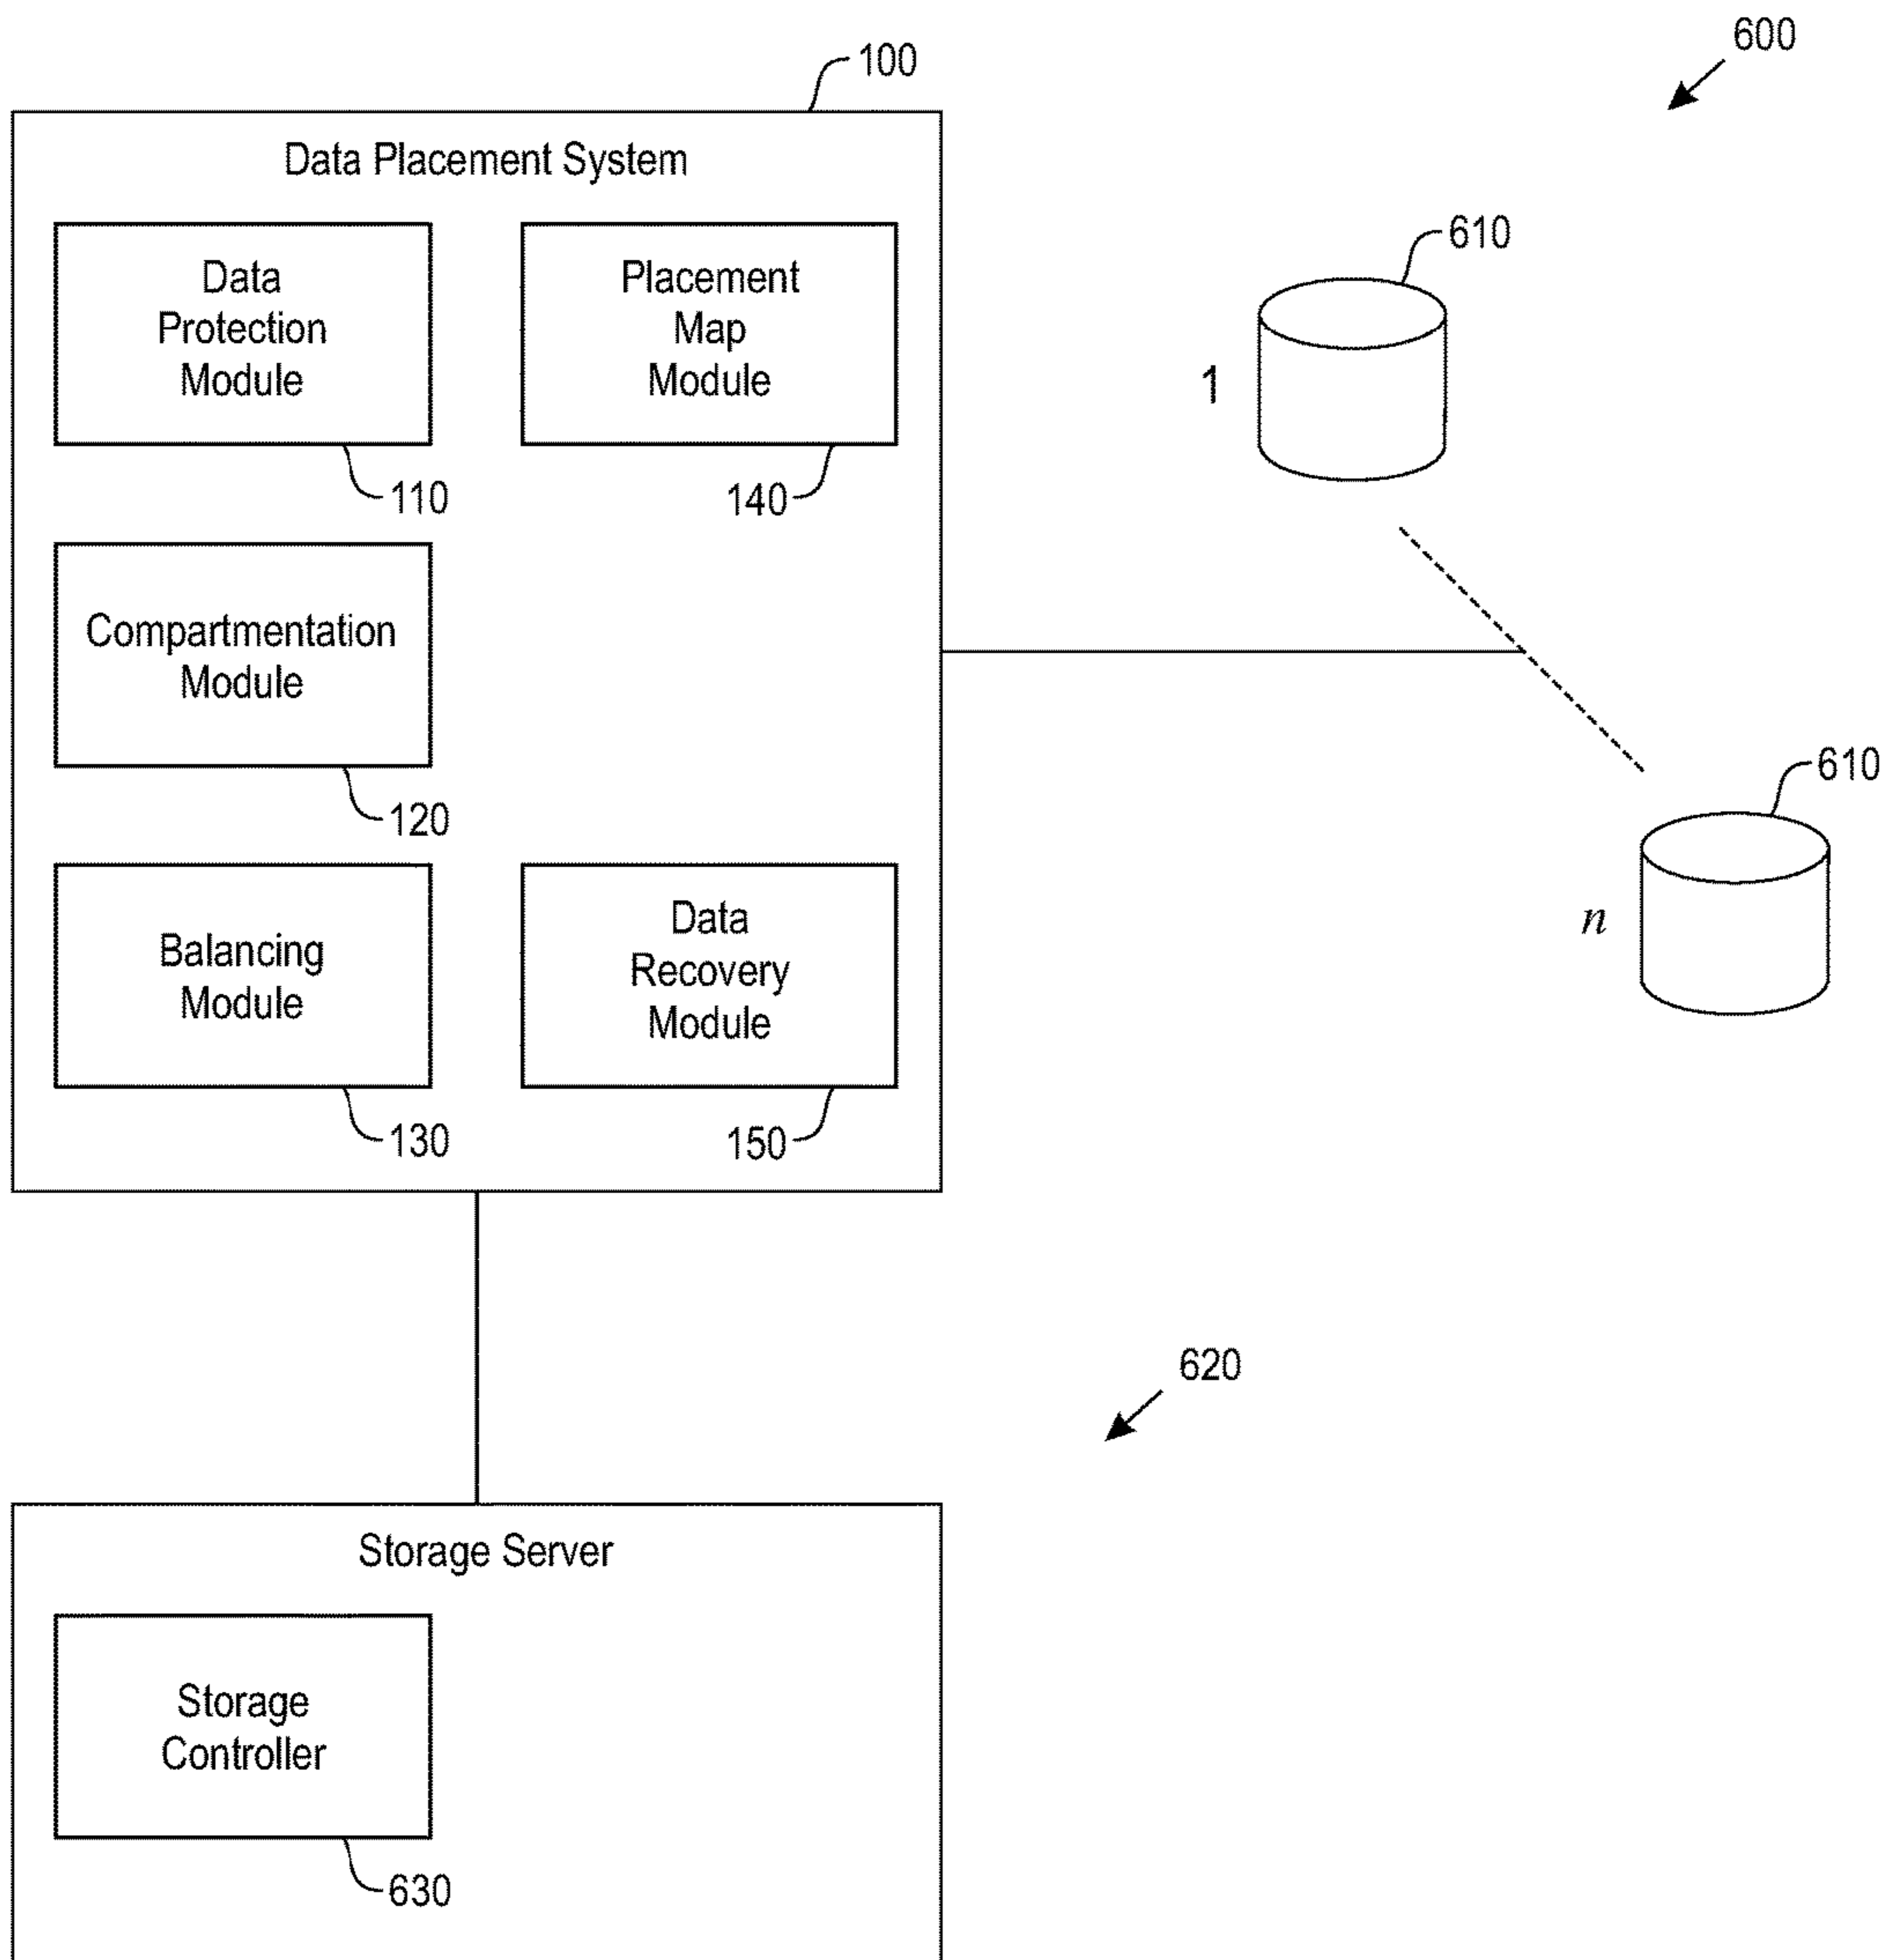 600
100
Data Placement System
Data
Protection
Module
110
Placement
Map
Module
140
610
1
Compartmentation
Module
120
610
n
Balancing
Module
130
Data
Recovery
Module
150
620
Storage Server
Storage
Controller
630